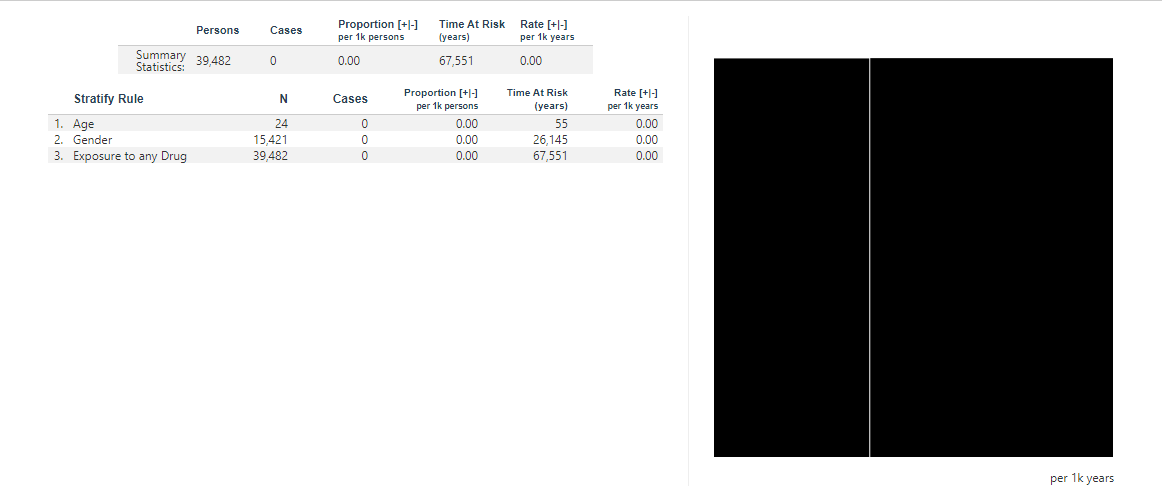 Persons Cases Proportion [+|-] per 1k persons Time At Risk (years) Rate [+|-] per 1k years
Summary Statistics: 39,482 0 0.00 67,551 0.00
Stratify Rule N Cases Proportion [+|-] per 1k persons Time At Risk (years) Rate [+|-] per 1k years
1. Age 24 0 0.00 55 0.00
2. Gender 15,421 0 0.00 26,145 0.00
3. Exposure to any Drug 39,482 0 0.00 67,551 0.00
per 1k years